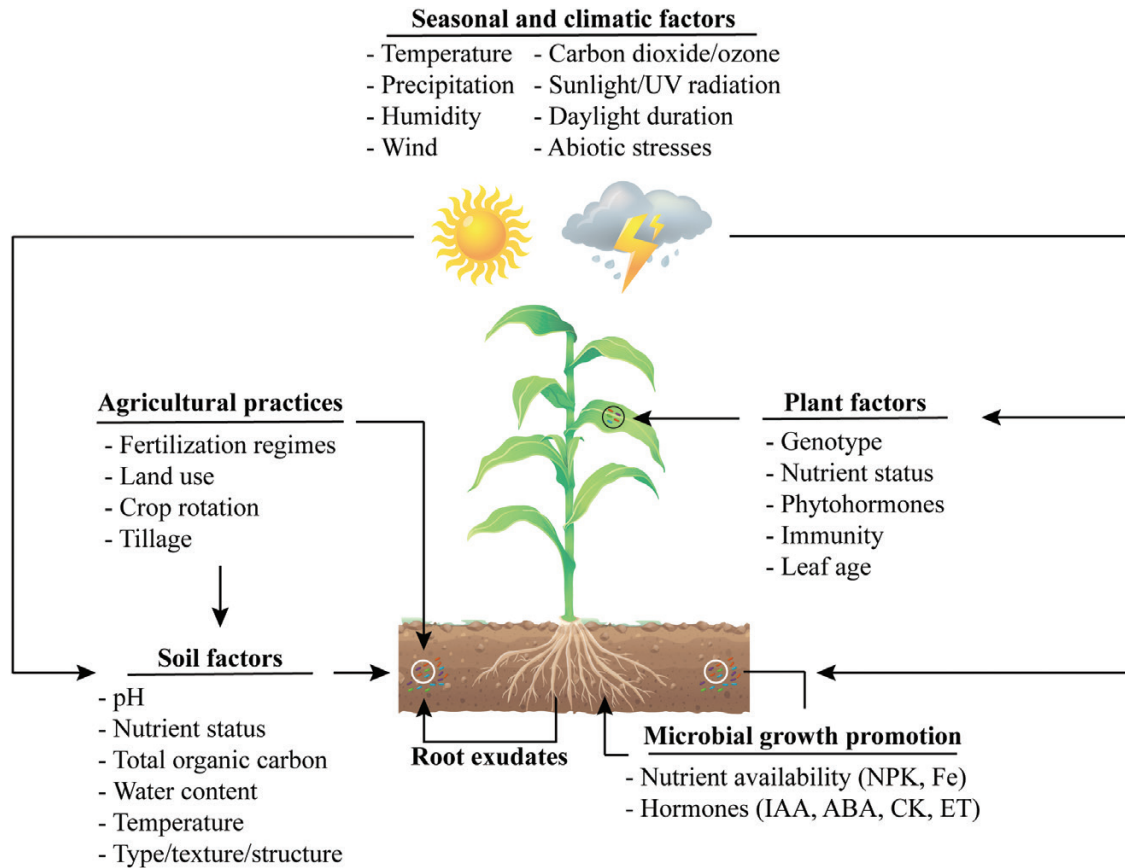 Seasonal and climatic factors
- Temperature - Carbon dioxide/ozone
- Precipitation - Sunlight/UV radiation
- Humidity - Daylight duration
- Wind - Abiotic stresses
Agricultural practices
- Fertilization regimes
- Land use
- Crop rotation
- Tillage
Plant factors
- Genotype
- Nutrient status
- Phytohormones
- Immunity
- Leaf age
Soil factors
- pH
- Nutrient status
- Total organic carbon
- Water content
- Temperature
- Type/texture/structure
Root exudates
Microbial growth promotion
- Nutrient availability (NPK, Fe)
- Hormones (IAA, ABA, CK, ET)